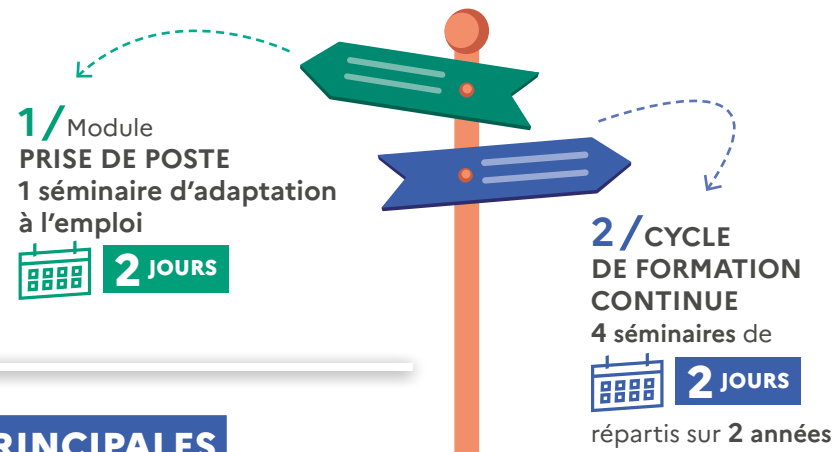 1/Module
PRISE DE POSTE
1 séminaire d'adaptation
à l'emploi
2 JOURS
2/CYCLE
DE FORMATION
CONTINUE
4 séminaires de
2 JOURS
répartis sur 2 années